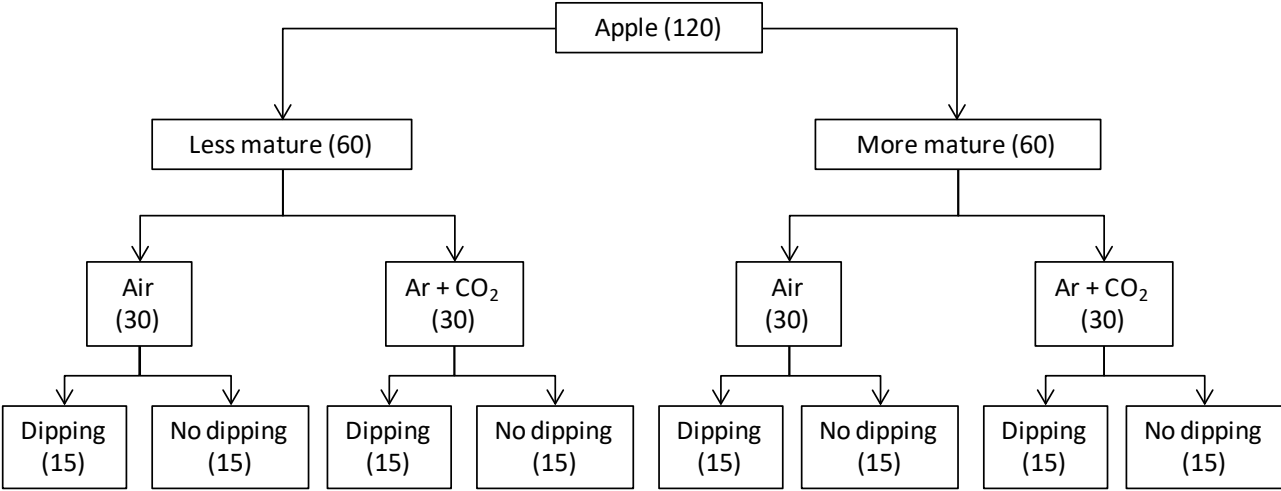 Apple (120)
Less mature (60)
More mature (60)
Air
(30)
Ar + CO₂
(30)
Air
(30)
Ar + CO₂
(30)
Dipping
(15)
No dipping
(15)
Dipping
(15)
No dipping
(15)
Dipping
(15)
No dipping
(15)
Dipping
(15)
No dipping
(15)